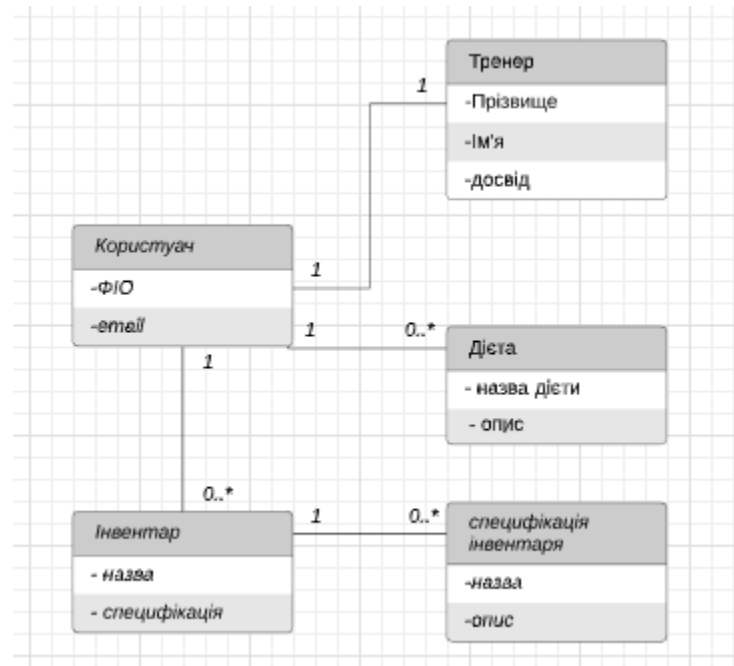 Тренер
1
-Прізвище
-Ім'я
-досвід
Користувач
-ФІО
-email
1
1
0..*
Дієта
- назва дієти
- опис
1
0..*
Інвентар
- назва
- специфікація
1
0..*
специфікація
інвентаря
-назва
-опис